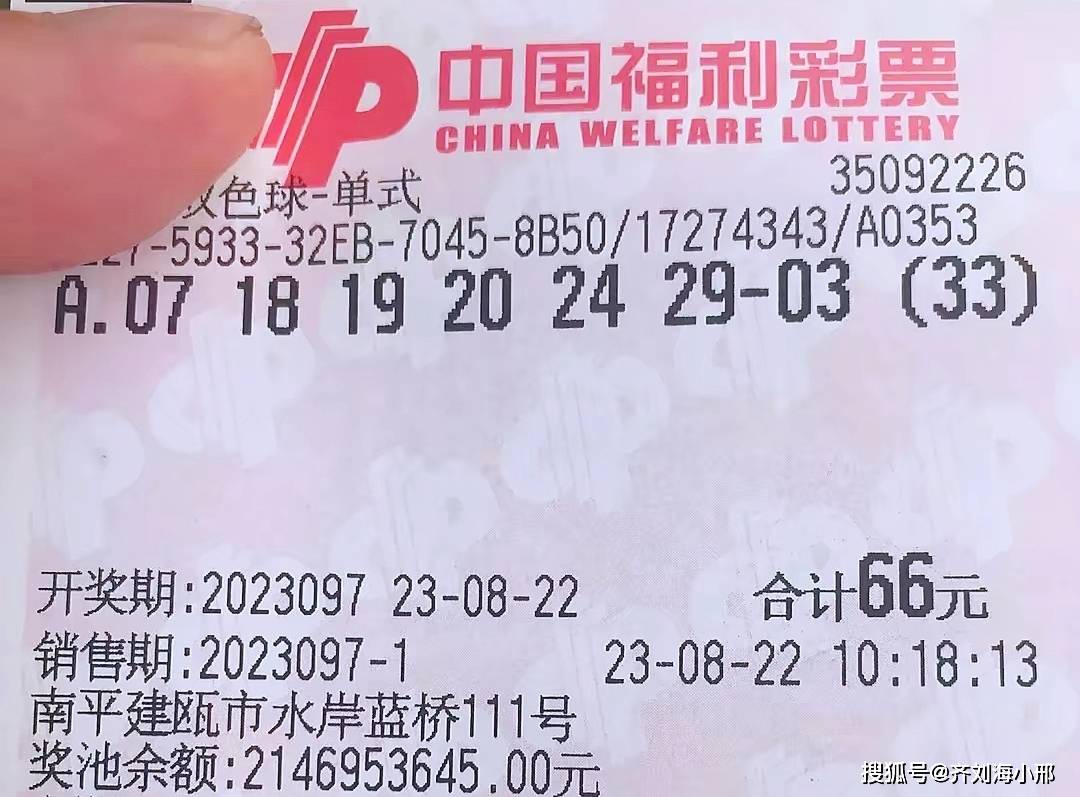 中国福利彩票
CHINA WELFARE LOTTERY
35092226
色球-单式
27-5933-32EB-7045-8B50/17274343/A0353
A.07 18 19 20 24 29-03 (33)
开奖期:2023097 23-08-22 合计66元
销售期:2023097-1 23-08-22 10:18:13
南平建瓯市水岸蓝桥111号
奖池余额:2146953645.00元
搜狐号@齐刘海小邢